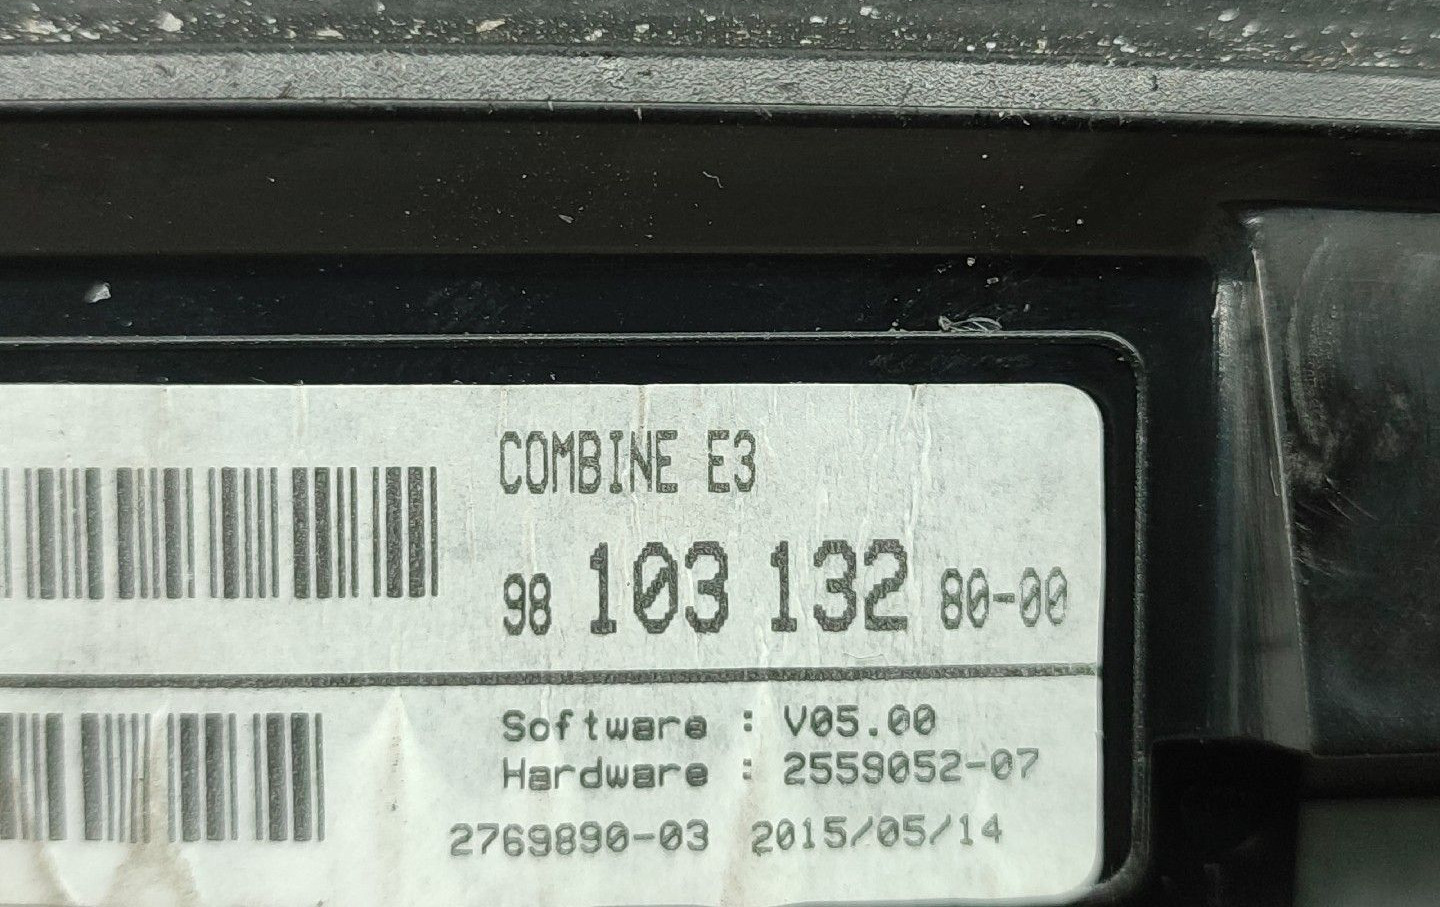 COMBINE E3
98 103 132 80-00
Software : V05.00
Hardware : 2559052-07
2769890-03 2015/05/14